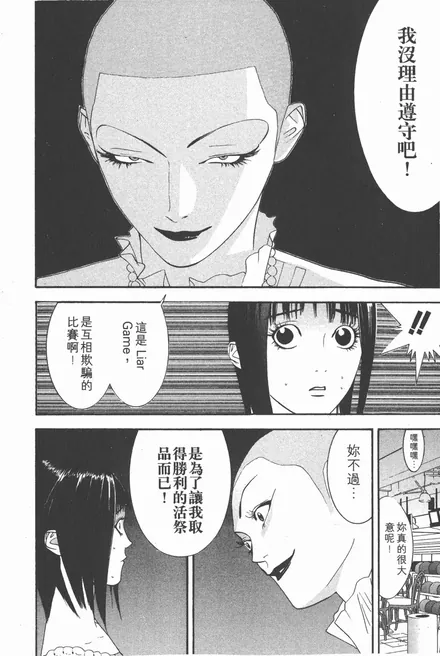 我沒理由遵守吧！
!!
這是Liar
Game，
是互相欺騙的
比賽啊！
嘿嘿嘿…
妳真的很大
意呢！
妳不過…
是為了讓我取
得勝利的活祭
品而已！